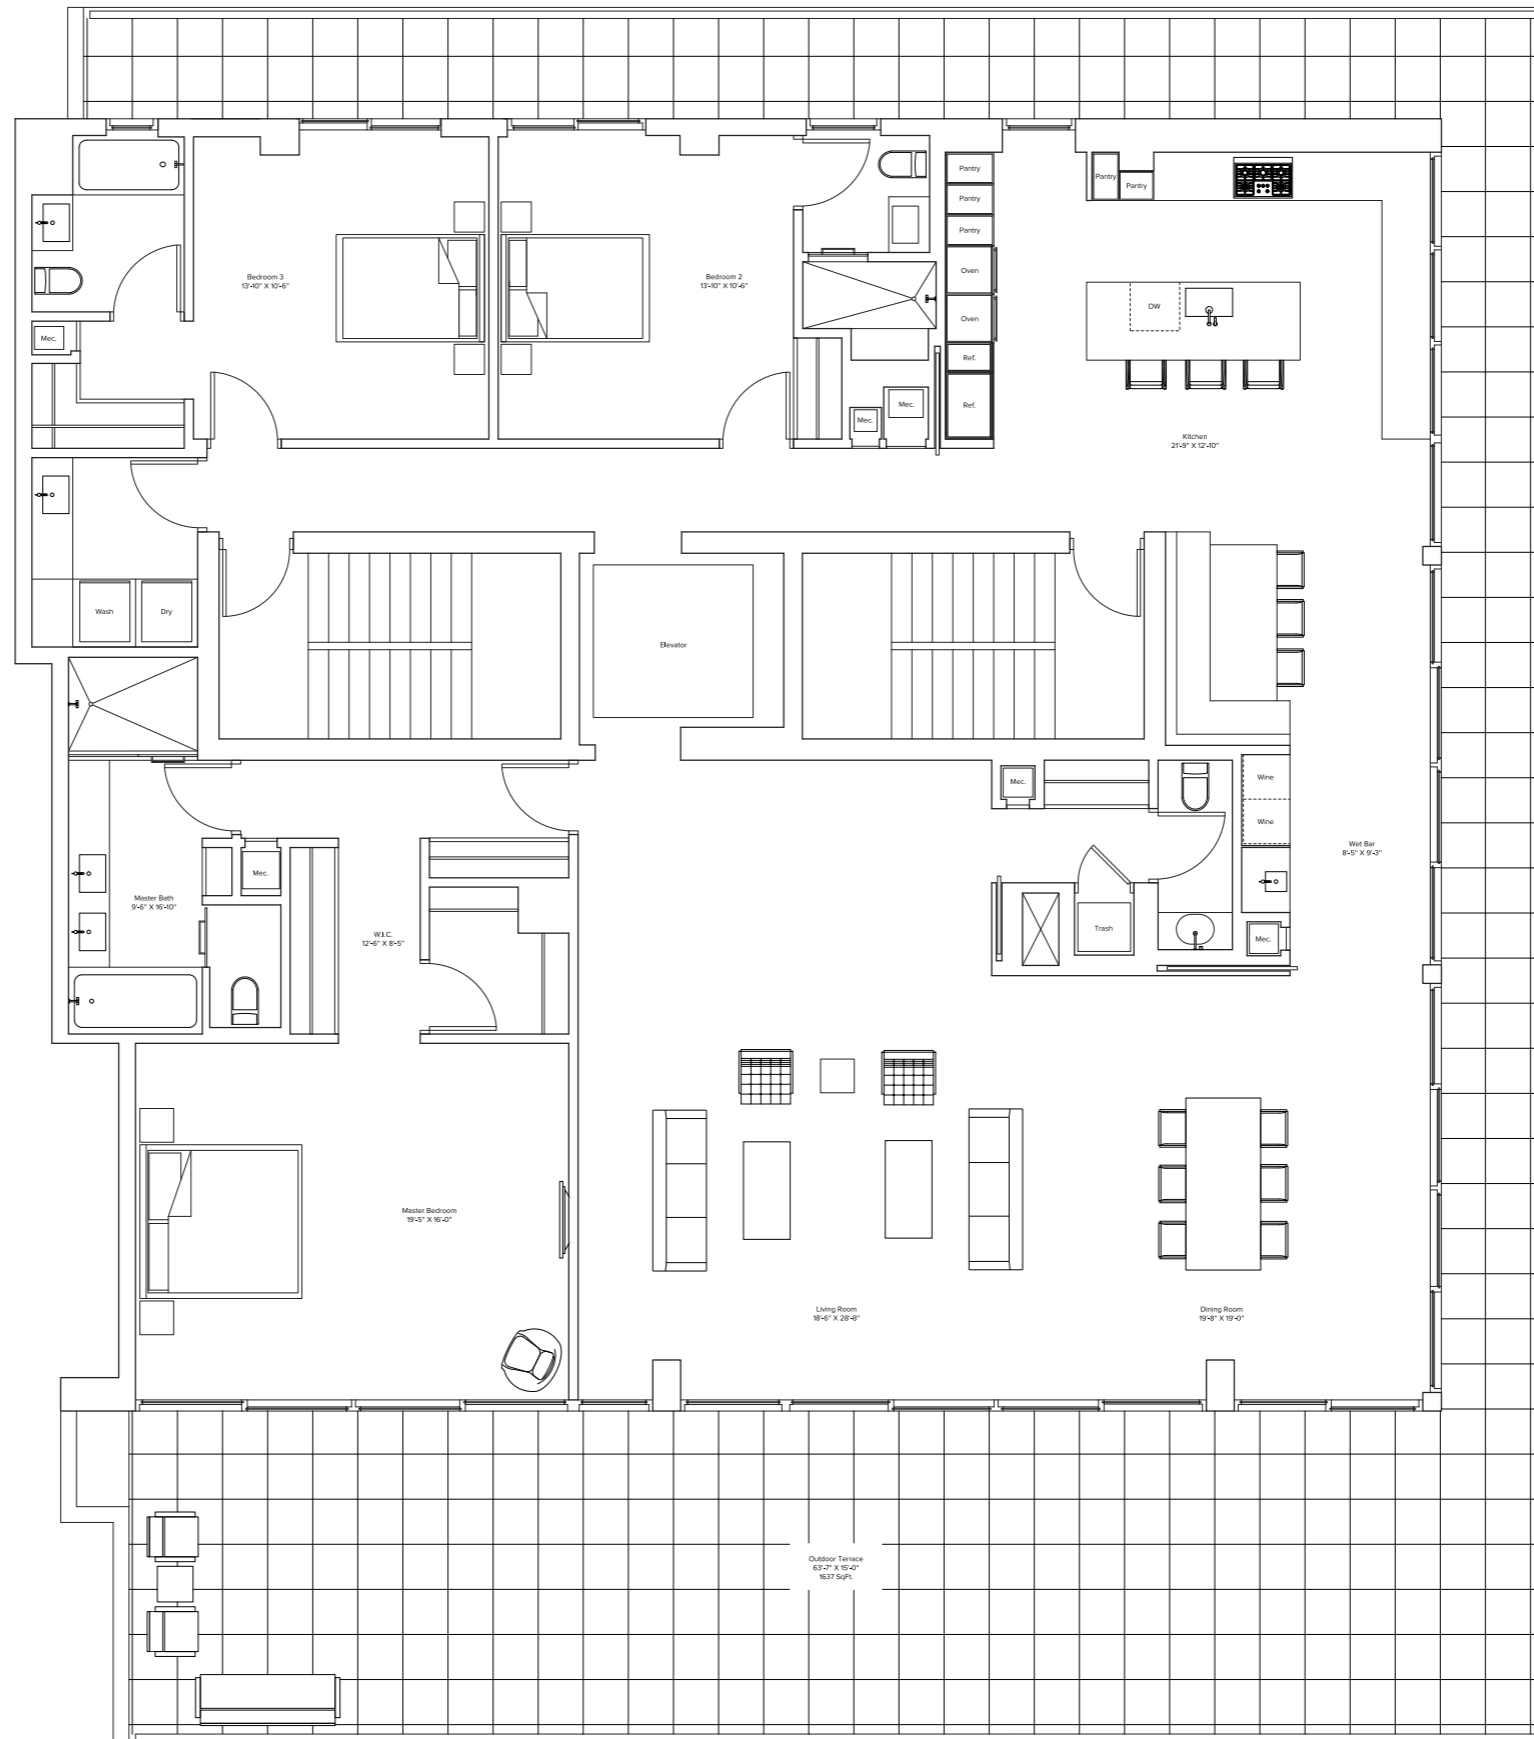 Pantry
Pantry
Pantry
Pantry
Pantry
Oven
Oven
Ref.
Ref.
DW
Bedroom 3
13'-10" X 10'-6"
Bedroom 2
13'-10" X 10'-6"
Mec.
Mec.
Mec.
Kitchen
21'-9" X 12'-10"
Wash
Dry
Elevator
Mec.
Wine
Wine
Wet Bar
8'-5" X 9'-3"
Mec.
Master Bath
9'-6" X 16'-10"
W.I.C.
12'-6" X 8'-5"
Trash
Mec.
Master Bedroom
19'-5" X 16'-0"
Living Room
18'-6" X 28'-8"
Dining Room
19'-8" X 19'-0"
Outdoor Terrace
63'-7" X 15'-0"
1637 SqFt.